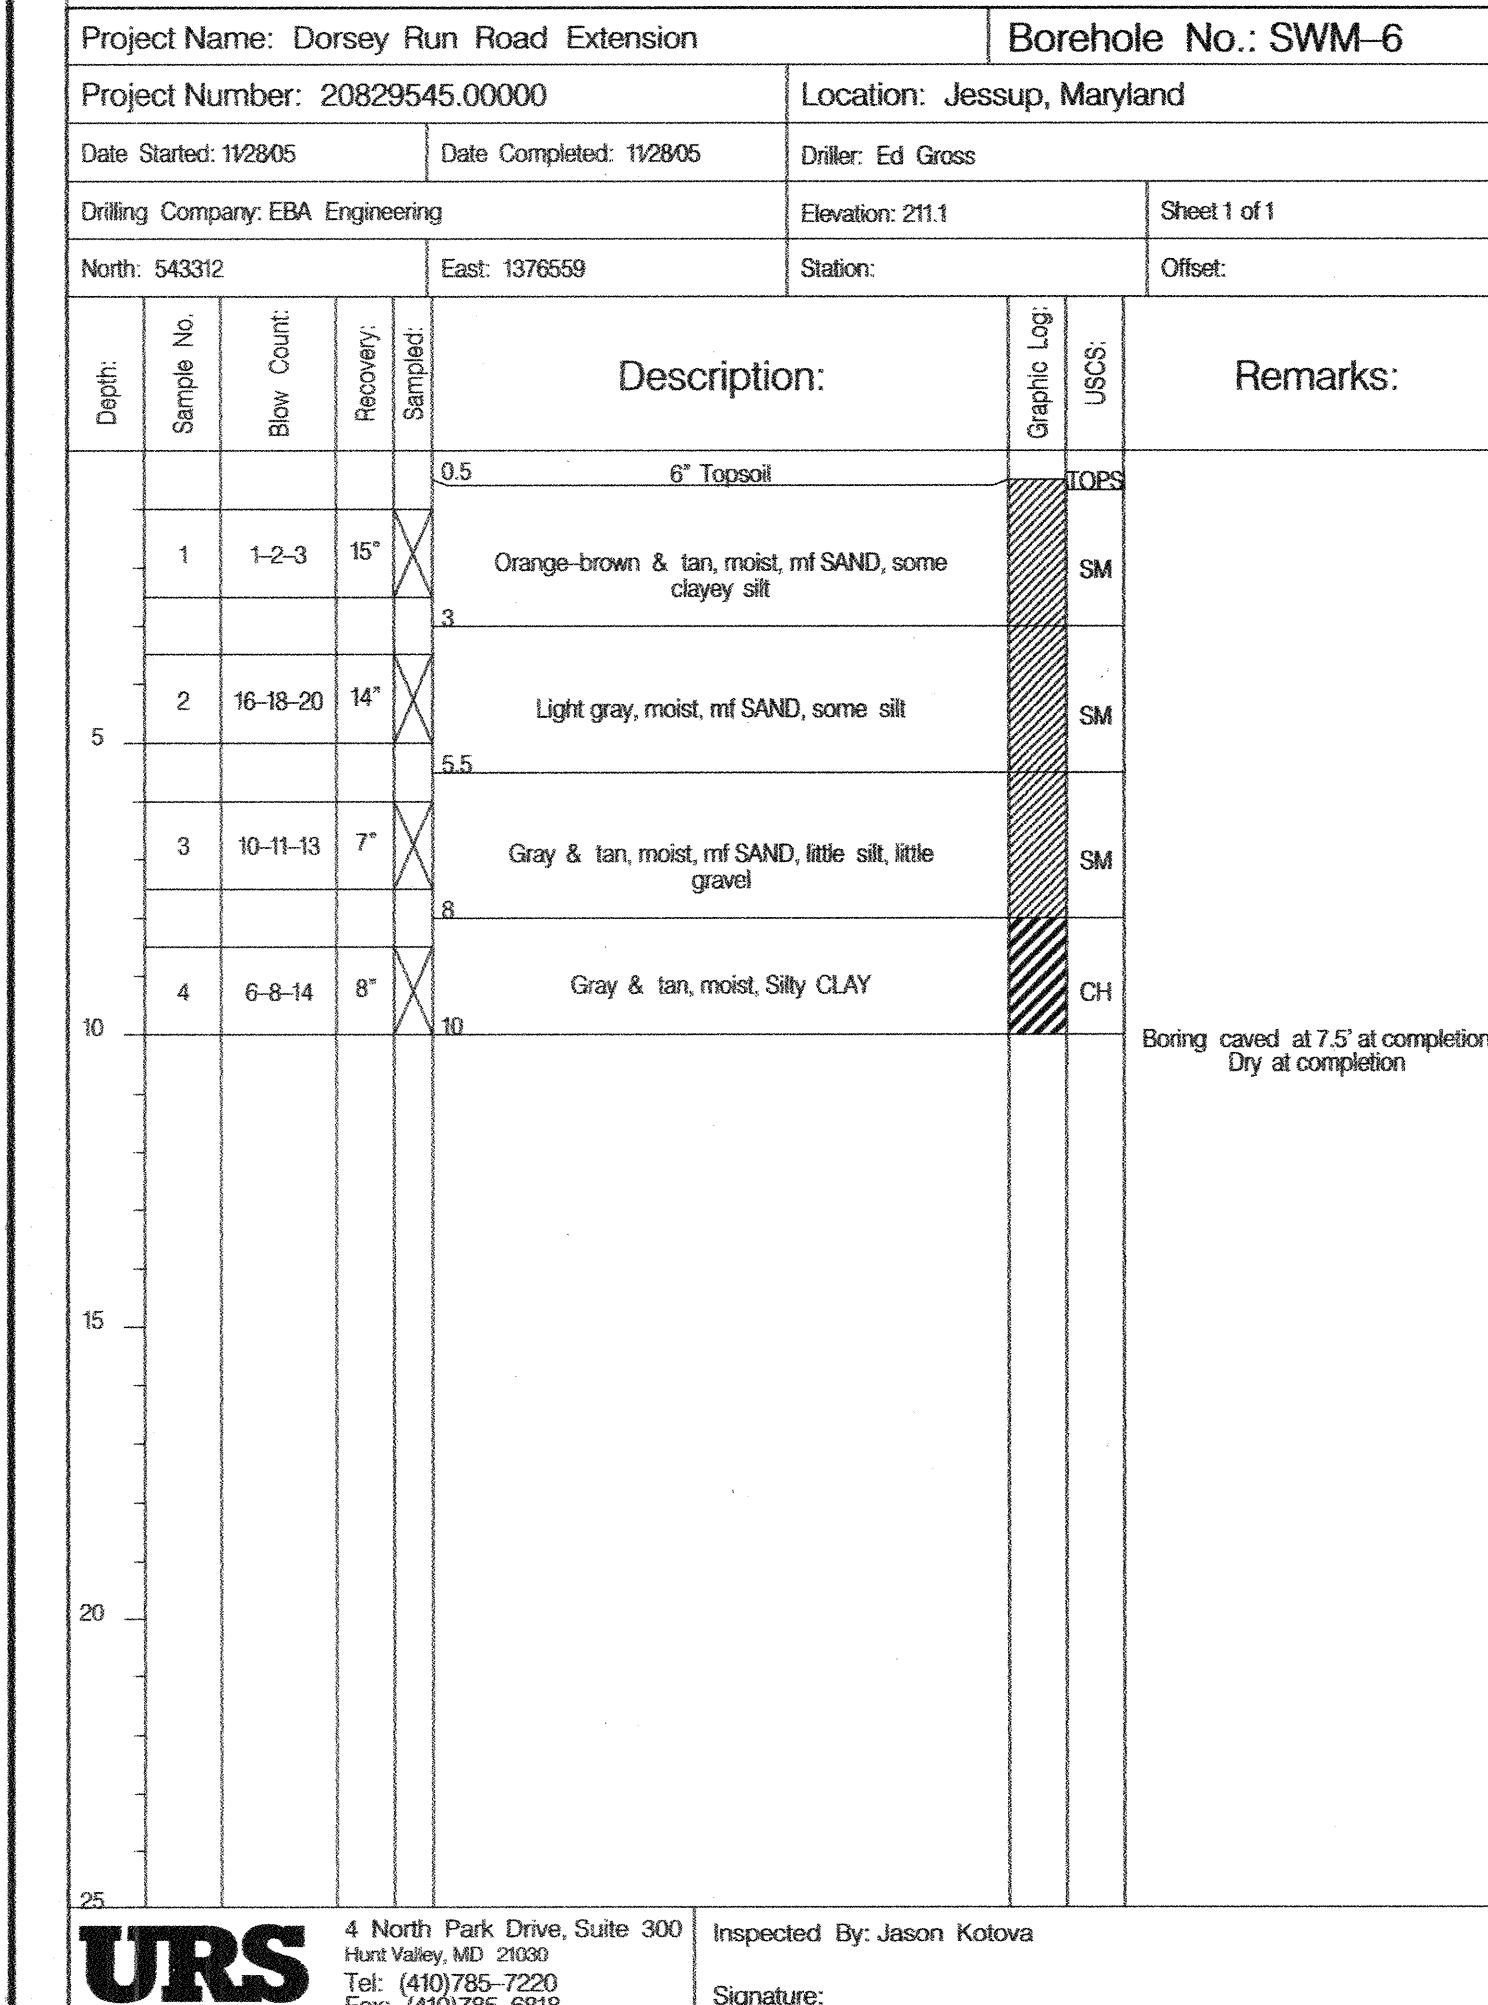 Project Name: Dorsey Run Road Extension
Borehole No.: SWM-6
Project Number: 20829545.00000
Location: Jessup, Maryland
Date Started: 11/28/05
Date Completed: 11/28/05
Driller: Ed Gross
Drilling Company: EBA Engineering
Elevation: 211.1
Sheet 1 of 1
North: 543312
East: 1376559
Station:
Offset:
Depth:
Sample No.
Blow Count:
Recovery:
Sampled:
Description:
Graphic Log:
USCS:
Remarks:
0.5
6" Topsoil
TOPS
1
1-2-3
15"
Orange-brown & tan, moist, mf SAND, some
clayey silt
SM
3
2
16-18-20
14"
Light gray, moist, mf SAND, some silt
SM
5
5.5
3
10-11-13
7"
Gray & tan, moist, mf SAND, little silt, little
gravel
SM
8
4
6-8-14
8"
Gray & tan, moist, Silty CLAY
CH
10
10
Boring caved at 7.5' at completion
Dry at completion
15
20
25
URS
4 North Park Drive, Suite 300
Hunt Valley, MD 21030
Tel: (410)785-7220
Fax: (410)785-6818
Inspected By: Jason Kotova
Signature: